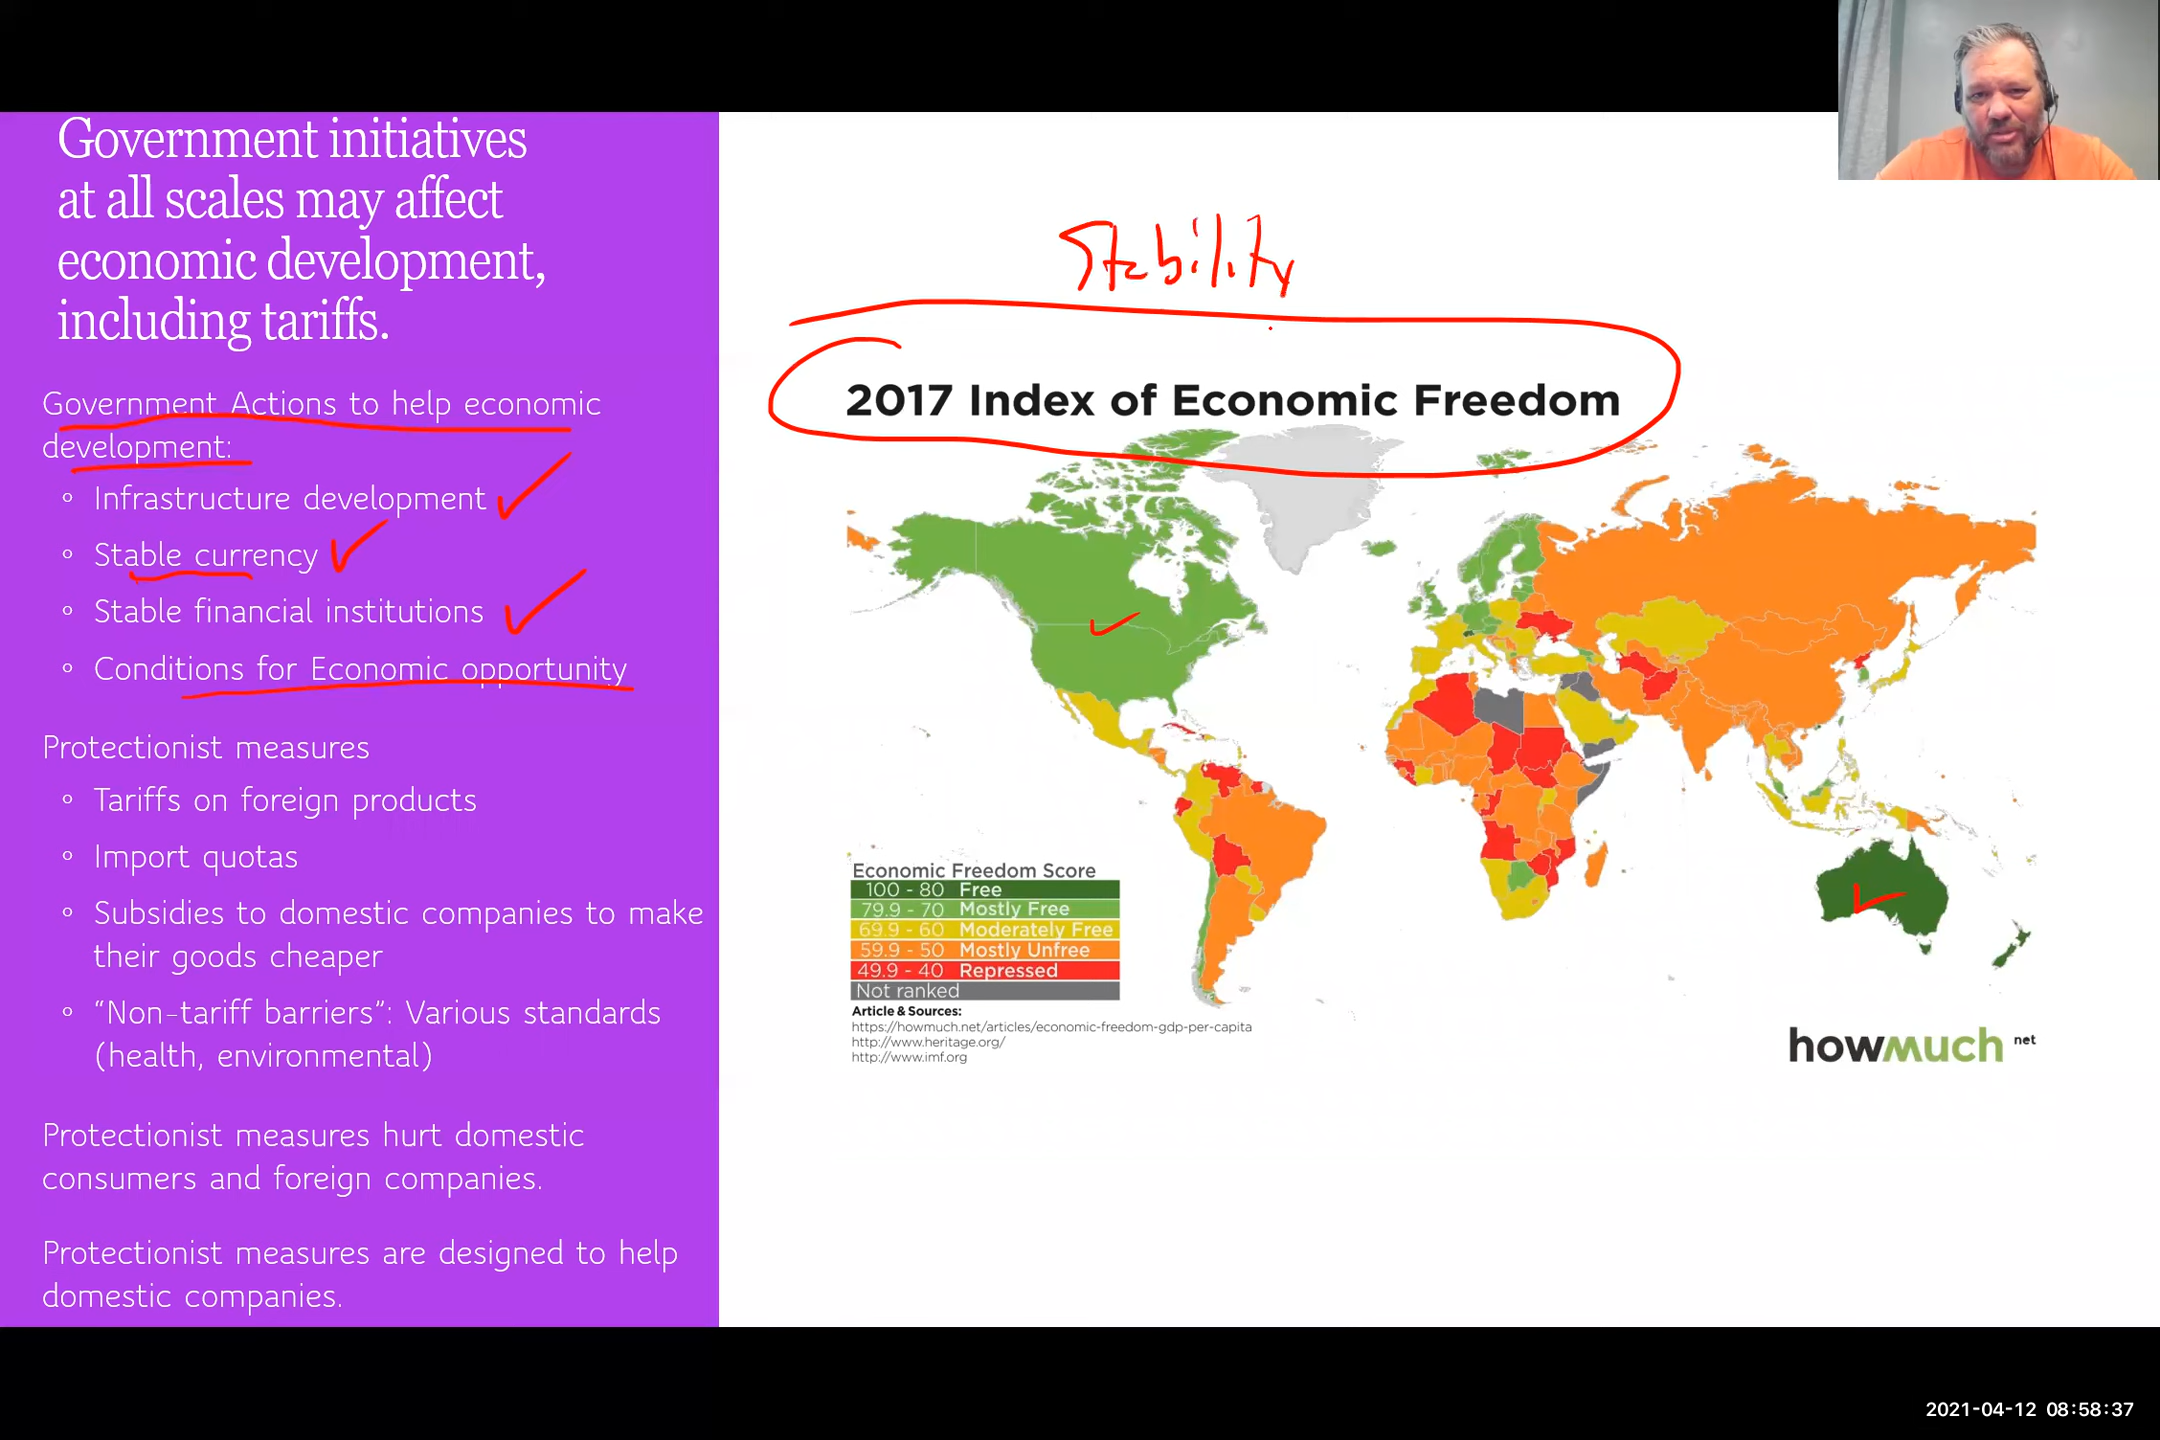 Government initiatives
at all scales may affect
economic development,
including tariffs.
Government Actions to help economic
development:
◦ Infrastructure development
◦ Stable currency
◦ Stable financial institutions
◦ Conditions for Economic opportunity
Protectionist measures
◦ Tariffs on foreign products
◦ Import quotas
◦ Subsidies to domestic companies to make
their goods cheaper
◦ “Non-tariff barriers”: Various standards
(health, environmental)
Protectionist measures hurt domestic
consumers and foreign companies.
Protectionist measures are designed to help
domestic companies.
Stability
2017 Index of Economic Freedom
Economic Freedom Score
100 - 80 Free
79.9 - 70 Mostly Free
69.9 - 60 Moderately Free
59.9 - 50 Mostly Unfree
49.9 - 40 Repressed
Not ranked
Article & Sources:
https://howmuch.net/articles/economic-freedom-gdp-per-capita
http://www.heritage.org/
http://www.imf.org
howmuch net
2021-04-12 08:58:37